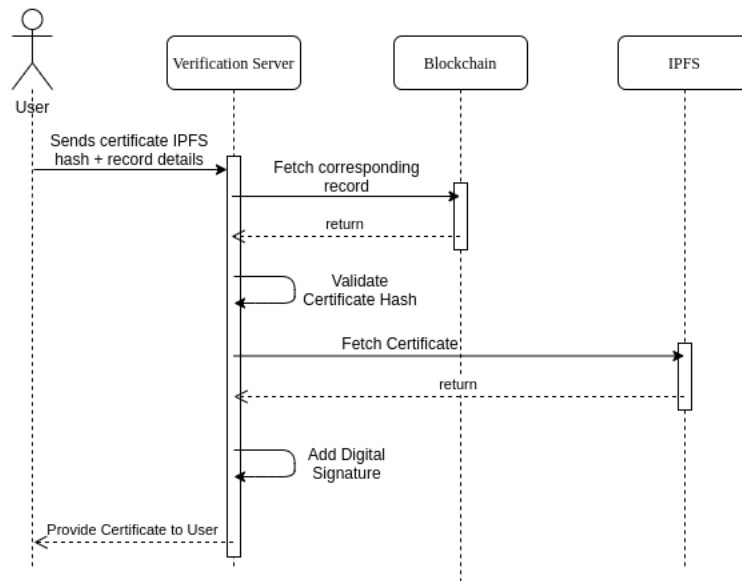 Verification Server
Blockchain
IPFS
User
Sends certificate IPFS
hash + record details
Fetch corresponding
record
return
Validate
Certificate Hash
Fetch Certificate
return
Add Digital
Signature
Provide Certificate to User